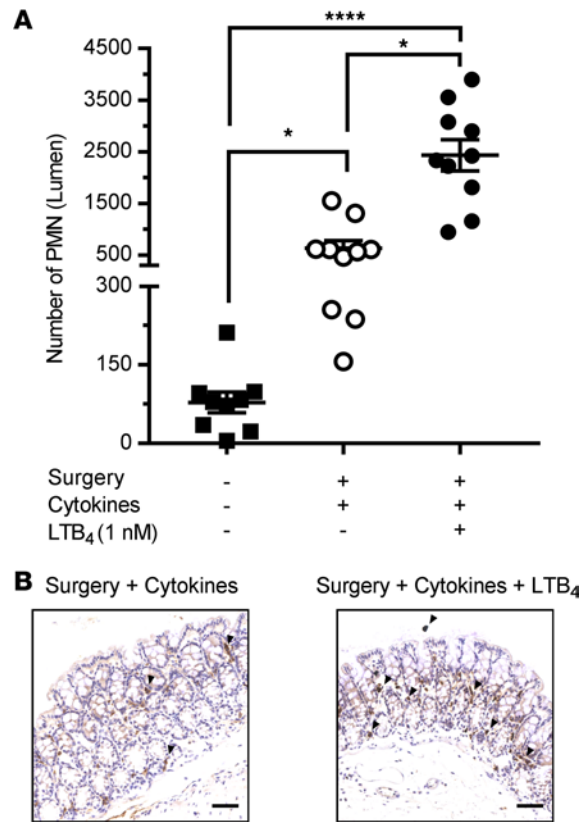 A
****
*
*
Number of PMN (Lumen)
4500
3500
2500
1500
500
300
150
0
Surgery - + +
Cytokines - + +
LTB4 (1 nM) - - +
B
Surgery + Cytokines
Surgery + Cytokines + LTB4